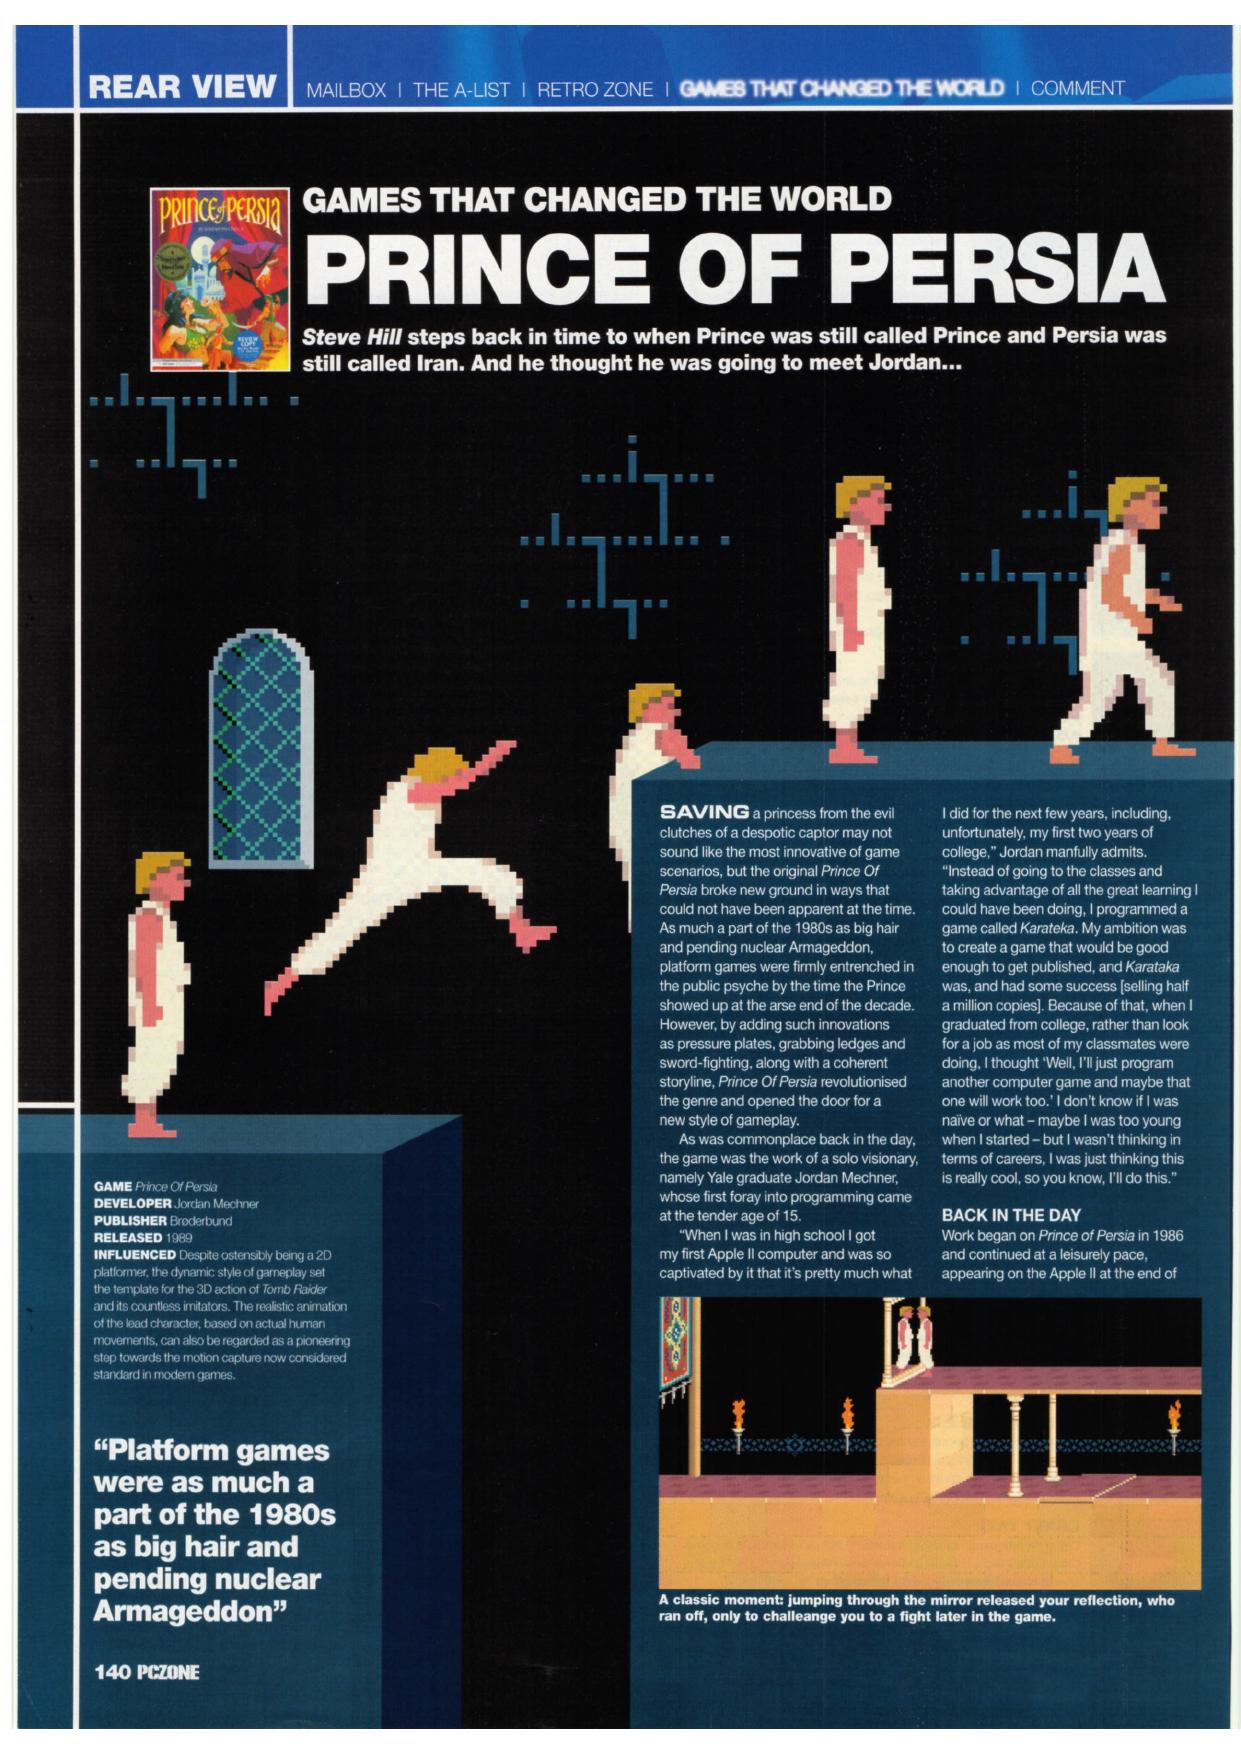 REAR VIEW
MAILBOX | THE A-LIST | RETRO ZONE | GAMES THAT CHANGED THE WORLD | COMMENT
PRINCE of PERSIA
REVIEW
COPY
GAMES THAT CHANGED THE WORLD
PRINCE OF PERSIA
Steve Hill steps back in time to when Prince was still called Prince and Persia was
still called Iran. And he thought he was going to meet Jordan...
GAME Prince Of Persia
DEVELOPER Jordan Mechner
PUBLISHER Brøderbund
RELEASED 1989
INFLUENCED Despite ostensibly being a 2D
platformer, the dynamic style of gameplay set
the template for the 3D action of Tomb Raider
and its countless imitators. The realistic animation
of the lead character, based on actual human
movements, can also be regarded as a pioneering
step towards the motion capture now considered
standard in modern games.
“Platform games
were as much a
part of the 1980s
as big hair and
pending nuclear
Armageddon”
SAVING a princess from the evil
clutches of a despotic captor may not
sound like the most innovative of game
scenarios, but the original Prince Of
Persia broke new ground in ways that
could not have been apparent at the time.
As much a part of the 1980s as big hair
and pending nuclear Armageddon,
platform games were firmly entrenched in
the public psyche by the time the Prince
showed up at the arse end of the decade.
However, by adding such innovations
as pressure plates, grabbing ledges and
sword-fighting, along with a coherent
storyline, Prince Of Persia revolutionised
the genre and opened the door for a
new style of gameplay.
As was commonplace back in the day,
the game was the work of a solo visionary,
namely Yale graduate Jordan Mechner,
whose first foray into programming came
at the tender age of 15.
“When I was in high school I got
my first Apple II computer and was so
captivated by it that it’s pretty much what
I did for the next few years, including,
unfortunately, my first two years of
college,” Jordan manfully admits.
“Instead of going to the classes and
taking advantage of all the great learning I
could have been doing, I programmed a
game called Karateka. My ambition was
to create a game that would be good
enough to get published, and Karataka
was, and had some success [selling half
a million copies]. Because of that, when I
graduated from college, rather than look
for a job as most of my classmates were
doing, I thought ‘Well, I’ll just program
another computer game and maybe that
one will work too.’ I don’t know if I was
naïve or what – maybe I was too young
when I started – but I wasn’t thinking in
terms of careers, I was just thinking this
is really cool, so you know, I’ll do this.”
BACK IN THE DAY
Work began on Prince of Persia in 1986
and continued at a leisurely pace,
appearing on the Apple II at the end of
A classic moment: jumping through the mirror released your reflection, who
ran off, only to challeange you to a fight later in the game.
140 PCZONE